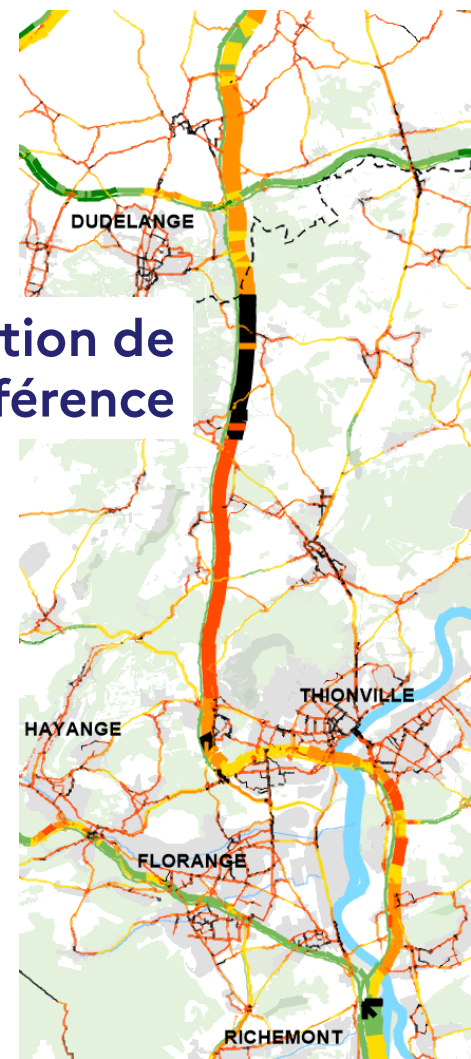 DUDELANGE
tion de
férence
THIONVILLE
HAYANGE
FLORANGE
RICHEMONT